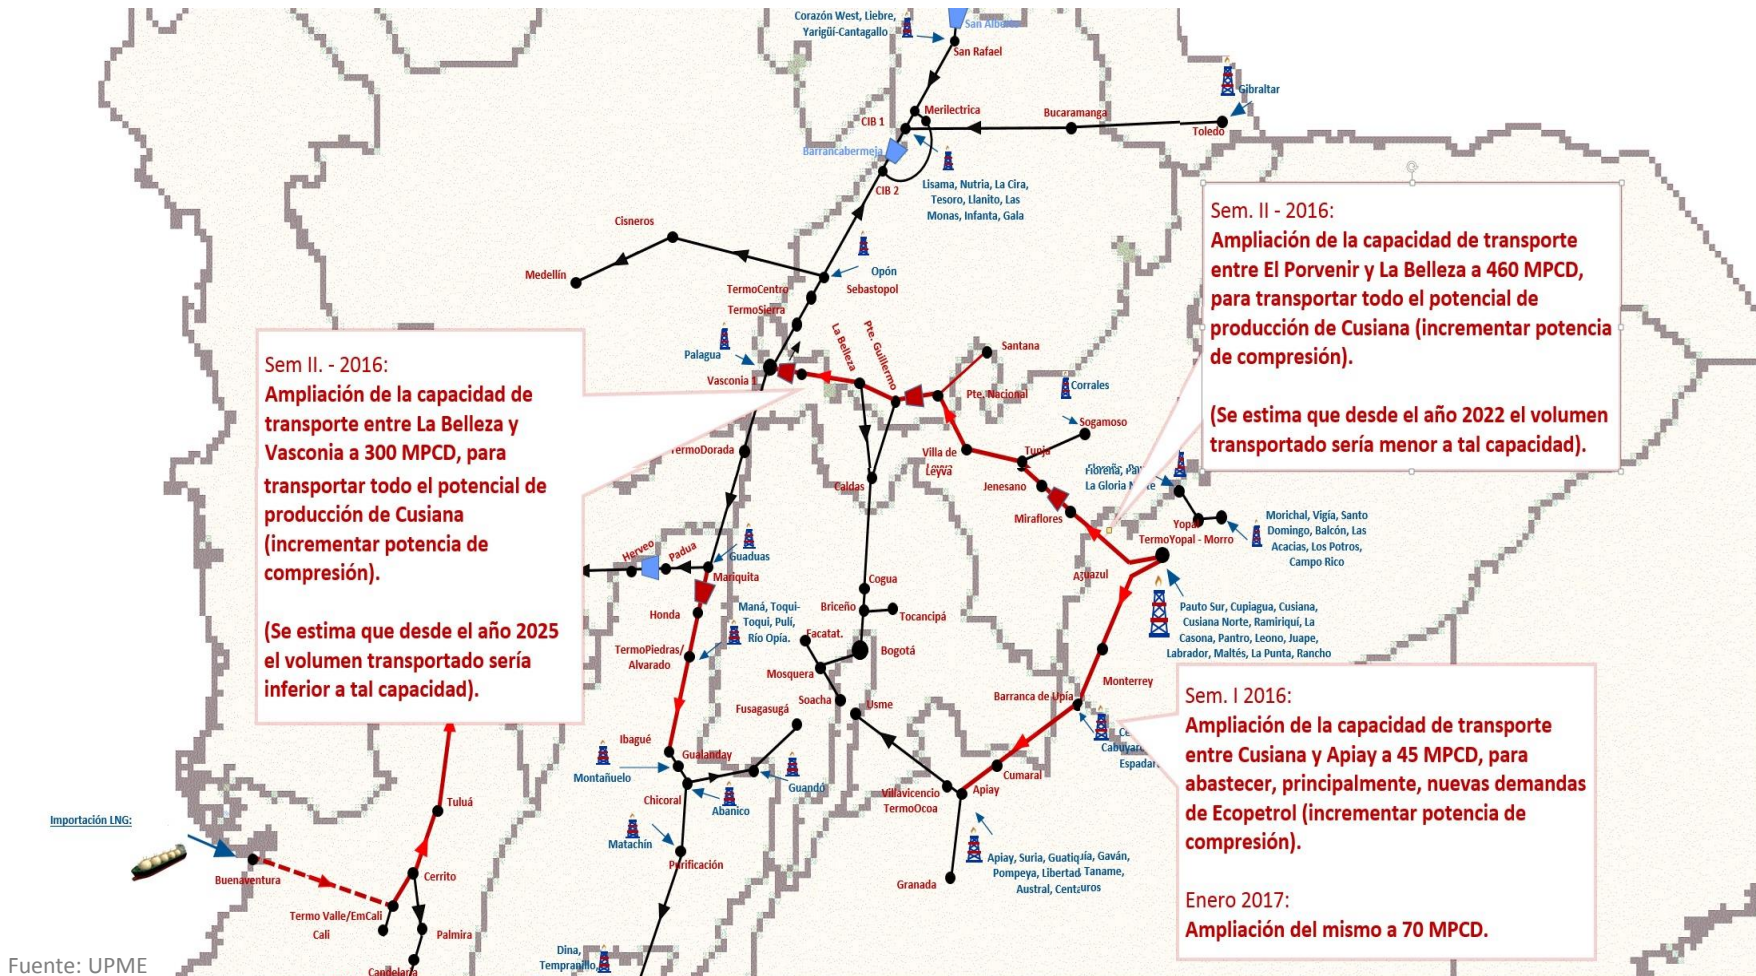 Corazón West, Liebre,
Yarigüí-Cantagallo
San Alberto
San Rafael
Gibraltar
Merilectrica
Bucaramanga
CIB 1
Toledo
Barrancabermeja
CIB 2
Lisama, Nutria, La Cira,
Tesoro, Llanito, Las
Monas, Infanta, Gala
Cisneros
Medellín
Opón
TermoCentro
Sebastopol
TermoSierra
Palagua
Vasconia 1
La Belleza
Pte. Guillermo
Santana
Pte. Nacional
Corrales
Sogamoso
Sem. II - 2016:
Ampliación de la capacidad de transporte
entre El Porvenir y La Belleza a 460 MPCD,
para transportar todo el potencial de
producción de Cusiana (incrementar potencia
de compresión).
(Se estima que desde el año 2022 el volumen
transportado sería menor a tal capacidad).
Sem II. - 2016:
Ampliación de la capacidad de
transporte entre La Belleza y
Vasconia a 300 MPCD, para
transportar todo el potencial de
producción de Cusiana
(incrementar potencia de
compresión).
(Se estima que desde el año 2025
el volumen transportado sería
inferior a tal capacidad).
TermoDorada
Villa de
Leyva
Tunja
Caldas
Jenesano
Miraflores
La Gloria
Yopal
TermoYopal - Morro
Morichal, Vigía, Santo
Domingo, Balcón, Las
Acacias, Los Potros,
Campo Rico
Herveo
Padua
Guaduas
Mariquita
Cogua
Honda
Maná, Toqui-
Toqui, Pulí,
Río Opía.
Briceño
Tocancipá
Facatat.
Bogotá
TermoPiedras/
Alvarado
Mosquera
Soacha
Usme
Fusagasugá
Pauto Sur, Cupiagua, Cusiana,
Cusiana Norte, Ramiriquí, La
Casona, Pantro, Leono, Juape,
Labrador, Maltés, La Punta, Rancho
Monterrey
Barranca de Upía
Sem. I 2016:
Ampliación de la capacidad de transporte
entre Cusiana y Apiay a 45 MPCD, para
abastecer, principalmente, nuevas demandas
de Ecopetrol (incrementar potencia de
compresión).
Enero 2017:
Ampliación del mismo a 70 MPCD.
Ibagué
Gualanday
Montañuelo
Chicoral
Guandó
Abanico
Cumaral
Villavicencio
TermoOcoa
Apiay
Tuluá
Importación LNG:
Matachín
Purificación
Buenaventura
Cerrito
Granada
Apiay, Suria, Guatiquía, Gaván,
Pompeya, Libertad, Taname,
Austral, Centauros
Termo Valle/EmCali
Cali
Palmira
Candelaria
Dina,
Tempranillo,
Fuente: UPME